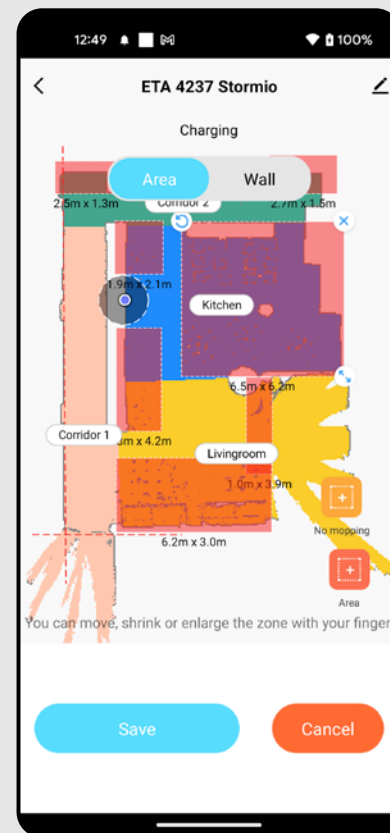 12:49
100%
ETA 4237 Stormio
Charging
Area
Wall
2.5m x 1.3m
Corridor 2
2.7m x 1.5m
1.9m x 2.1m
Kitchen
6.5m x 6.2m
Corridor 1
m x 4.2m
Livingroom
1.0m x 3.9m
No mopping
6.2m x 3.0m
Area
You can move, shrink or enlarge the zone with your finger
Save
Cancel